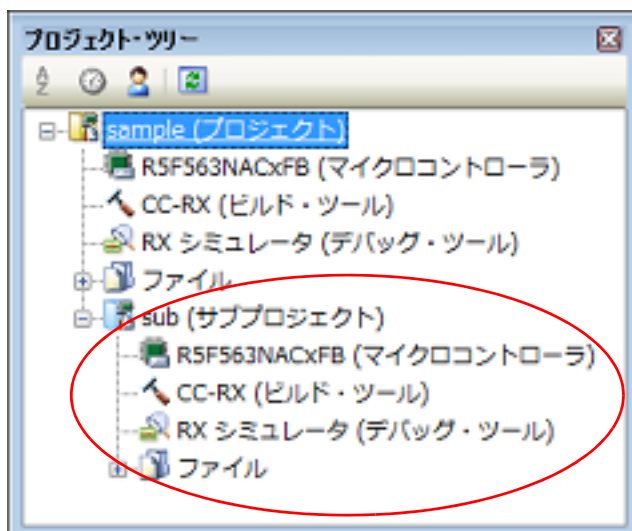 プロジェクト・ツリー
sample (プロジェクト)
R5F563NACxFB (マイクロコントローラ)
CC-RX (ビルド・ツール)
RX シミュレータ (デバッグ・ツール)
ファイル
sub (サブプロジェクト)
R5F563NACxFB (マイクロコントローラ)
CC-RX (ビルド・ツール)
RX シミュレータ (デバッグ・ツール)
ファイル